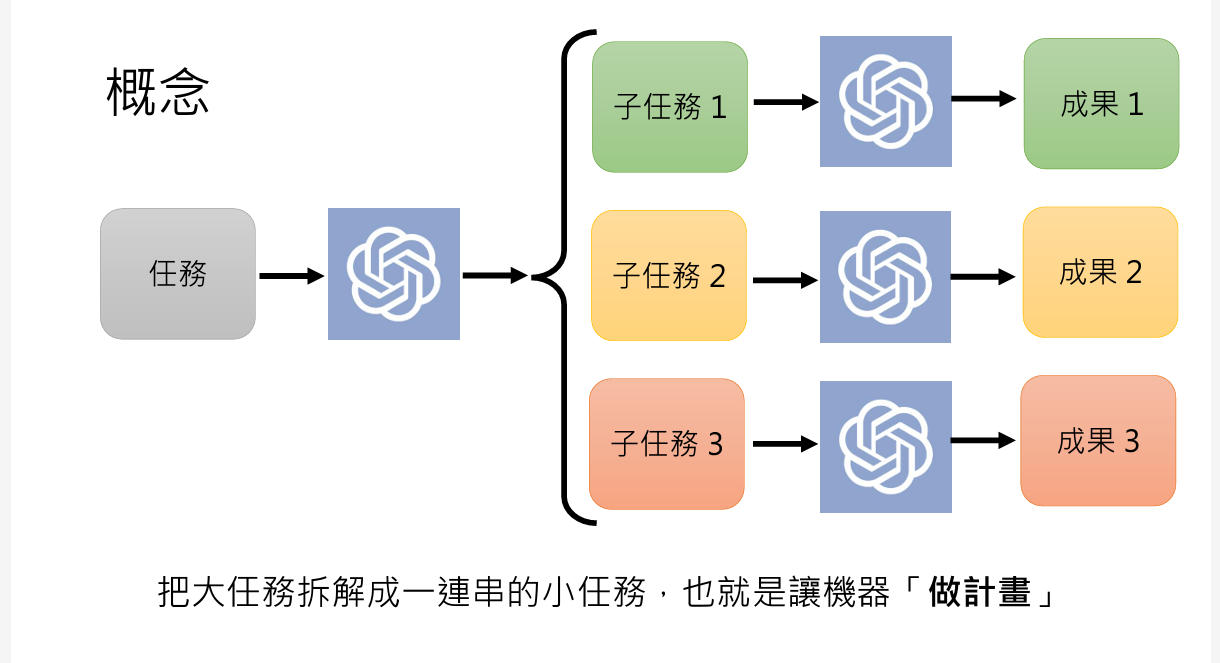 概念
任務
子任務 1
成果 1
子任務 2
成果 2
子任務 3
成果 3
把大任務拆解成一連串的小任務，也就是讓機器「做計畫」